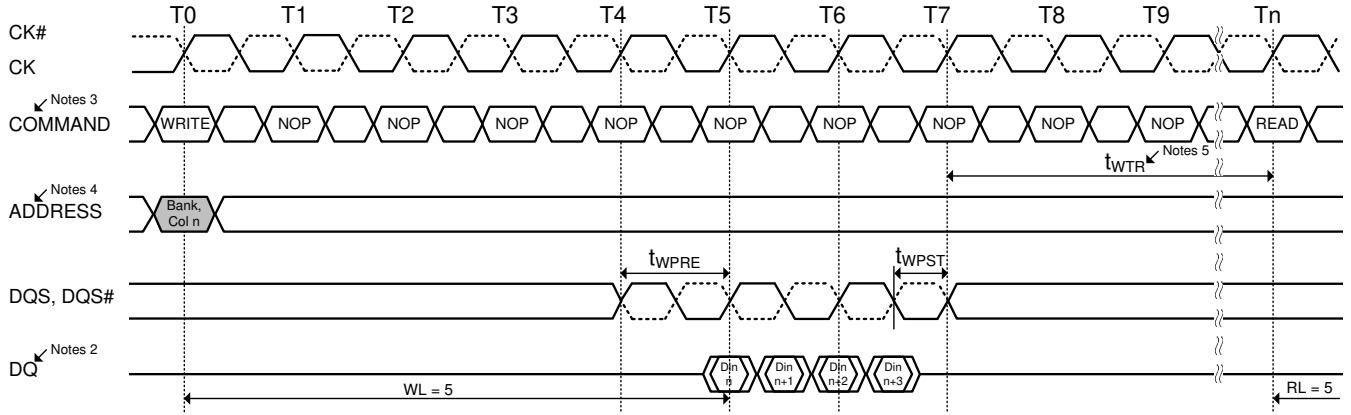 T0 T1 T2 T3 T4 T5 T6 T7 T8 T9 Tn
CK#
CK
Notes 3
COMMAND WRITE NOP NOP NOP NOP NOP NOP NOP NOP NOP READ
tWTR Notes 5
Notes 4
ADDRESS Bank,
Col n
tWPRE tWPST
DQS, DQS#
Notes 2
DQ
Din
n
Din
n+1
Din
n+2
Din
n+3
WL = 5
RL = 5